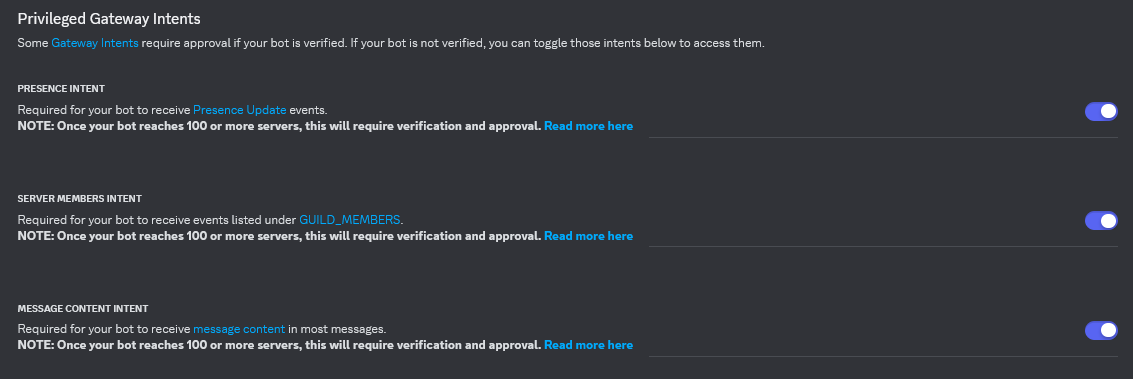 Privileged Gateway Intents
Some Gateway Intents require approval if your bot is verified. If your bot is not verified, you can toggle those intents below to access them.
PRESENCE INTENT
Required for your bot to receive Presence Update events.
NOTE: Once your bot reaches 100 or more servers, this will require verification and approval. Read more here
SERVER MEMBERS INTENT
Required for your bot to receive events listed under GUILD_MEMBERS.
NOTE: Once your bot reaches 100 or more servers, this will require verification and approval. Read more here
MESSAGE CONTENT INTENT
Required for your bot to receive message content in most messages.
NOTE: Once your bot reaches 100 or more servers, this will require verification and approval. Read more here